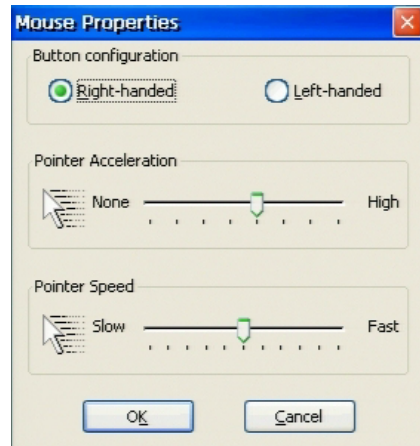 Mouse Properties
Button configuration
Right-handed Left-handed
Pointer Acceleration
None High
Pointer Speed
Slow Fast
OK Cancel